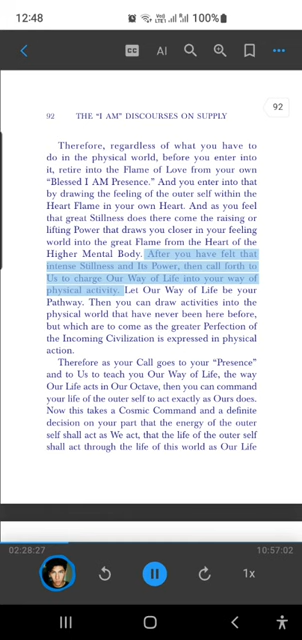 12:48
100%
CC
AI
92
92 THE "I AM" DISCOURSES ON SUPPLY
Therefore, regardless of what you have to
do in the physical world, before you enter into
it, retire into the Flame of Love from your own
"Blessed I AM Presence." And you enter into that
by drawing the feeling of the outer self within the
Heart Flame in your own Heart. And as you feel
that great Stillness does there come the raising or
lifting Power that draws you closer in your feeling
world into the great Flame from the Heart of the
Higher Mental Body. After you have felt that
intense Stillness and Its Power, then call forth to
Us to charge Our Way of Life into your way of
physical activity. Let Our Way of Life be your
Pathway. Then you can draw activities into the
physical world that have never been here before,
but which are to come as the greater Perfection of
the Incoming Civilization is expressed in physical
action.
Therefore as your Call goes to your "Presence"
and to Us to teach you Our Way of Life, the way
Our Life acts in Our Octave, then you can command
your life of the outer self to act exactly as Ours does.
Now this takes a Cosmic Command and a definite
decision on your part that the energy of the outer
self shall act as We act, that the life of the outer self
shall act through the life of this world as Our Life
02:28:27 10:57:02
1x